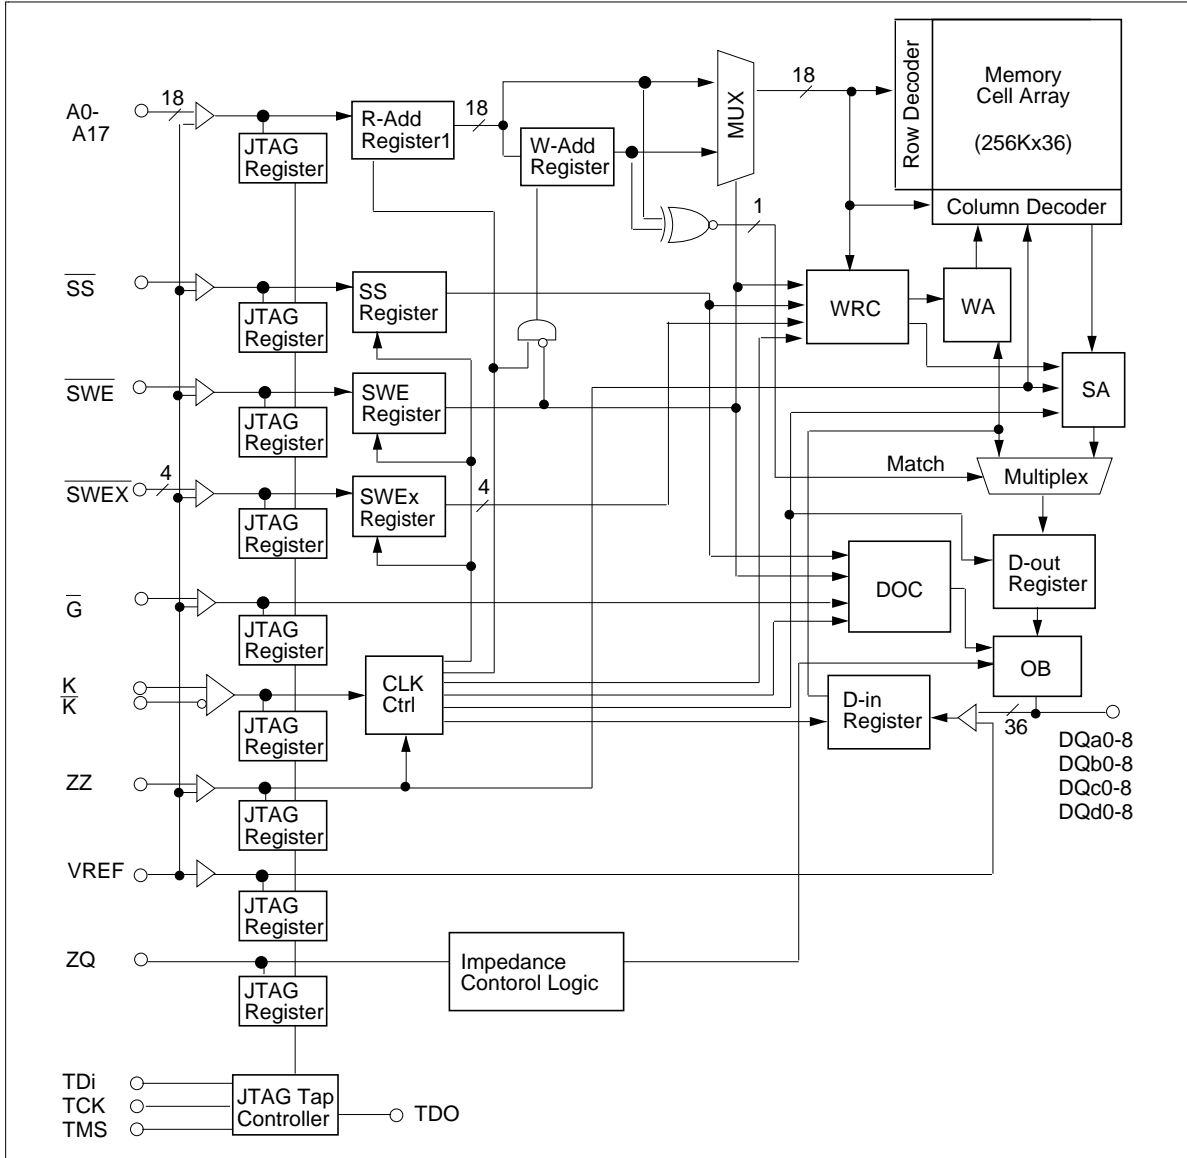 A0-
A17
18
JTAG
Register
R-Add
Register1
18
W-Add
Register
MUX
18
Row Decoder
Memory
Cell Array
(256Kx36)
Column Decoder
1
SS
JTAG
Register
SS
Register
WRC
WA
SWE
JTAG
Register
SWE
Register
SA
SWEX
4
JTAG
Register
SWEx
Register
4
Match
Multiplex
G
JTAG
Register
DOC
D-out
Register
K
K
JTAG
Register
CLK
Ctrl
D-in
Register
OB
36
DQa0-8
DQb0-8
DQc0-8
DQd0-8
ZZ
JTAG
Register
VREF
JTAG
Register
ZQ
JTAG
Register
Impedance
Contorol Logic
TDi
TCK
TMS
JTAG Tap
Controller
TDO